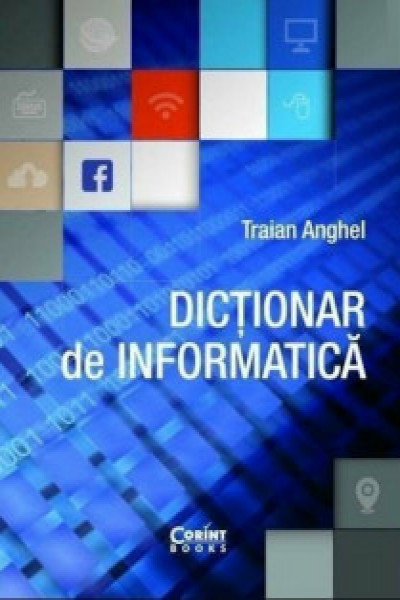 Traian Anghel
DICȚIONAR
de INFORMATICĂ
CORINT
BOOKS